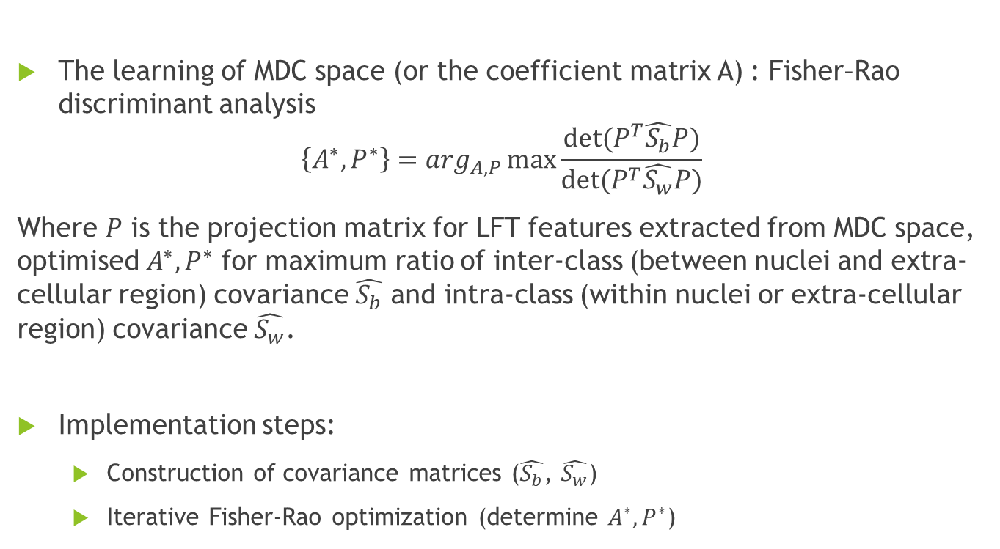 The learning of MDC space (or the coefficient matrix A) : Fisher–Rao
discriminant analysis
{A*, P*} = arg_{A,P} max det(P^T \widehat{S_b} P) / det(P^T \widehat{S_w} P)
Where P is the projection matrix for LFT features extracted from MDC space,
optimised A*, P* for maximum ratio of inter-class (between nuclei and extra-
cellular region) covariance \widehat{S_b} and intra-class (within nuclei or extra-cellular
region) covariance \widehat{S_w}.
Implementation steps:
Construction of covariance matrices (\widehat{S_b}, \widehat{S_w})
Iterative Fisher-Rao optimization (determine A*, P*)